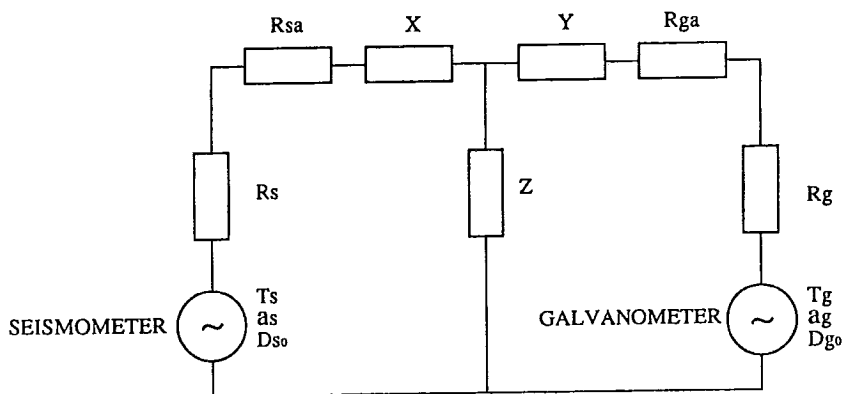 Rsa
X
Y
Rga
Rs
Z
Rg
SEISMOMETER
Ts
as
Dso
GALVANOMETER
Tg
ag
Dgo
~
~